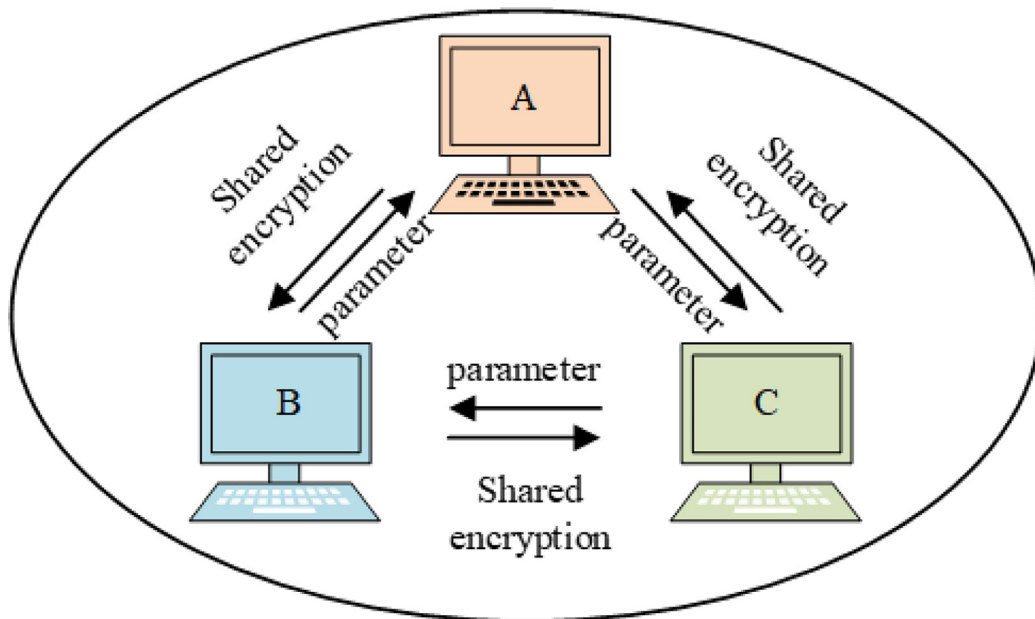 A
Shared
encryption
parameter
Shared
encryption
parameter
B
parameter
Shared
encryption
C